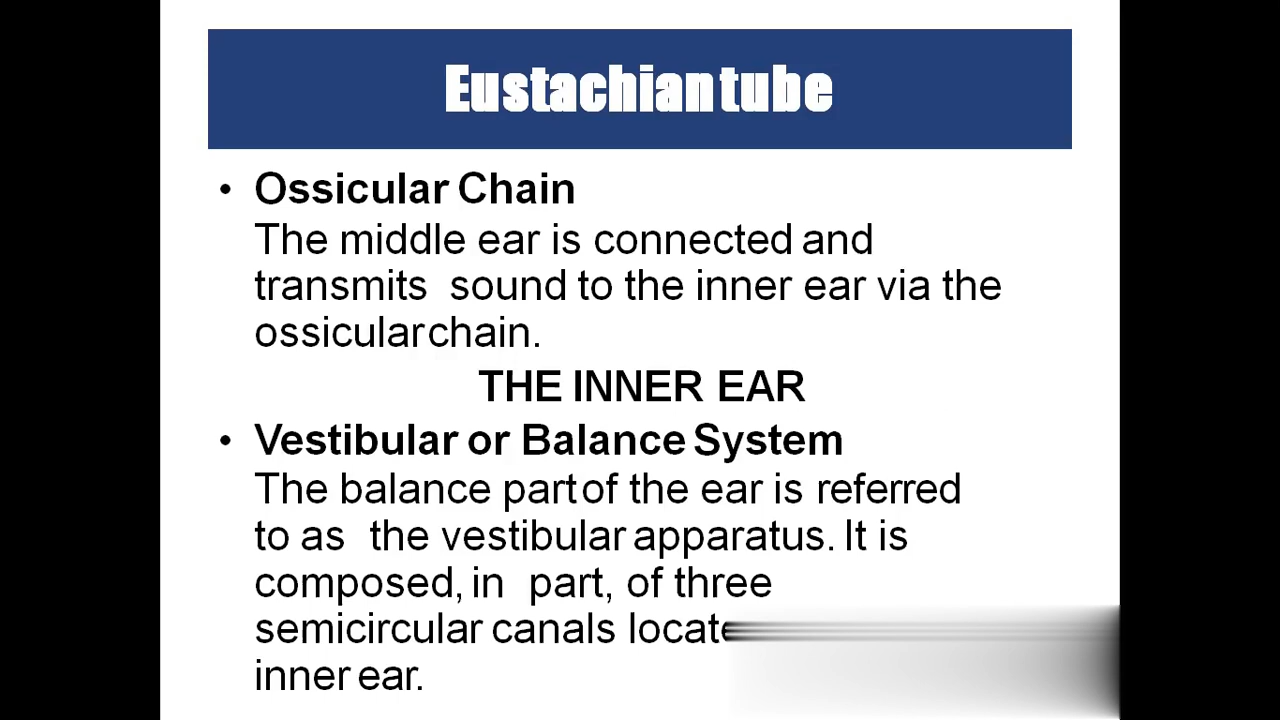 Eustachian tube
• Ossicular Chain
The middle ear is connected and
transmits sound to the inner ear via the
ossicular chain.
THE INNER EAR
• Vestibular or Balance System
The balance part of the ear is referred
to as the vestibular apparatus. It is
composed, in part, of three
semicircular canals
inner ear.